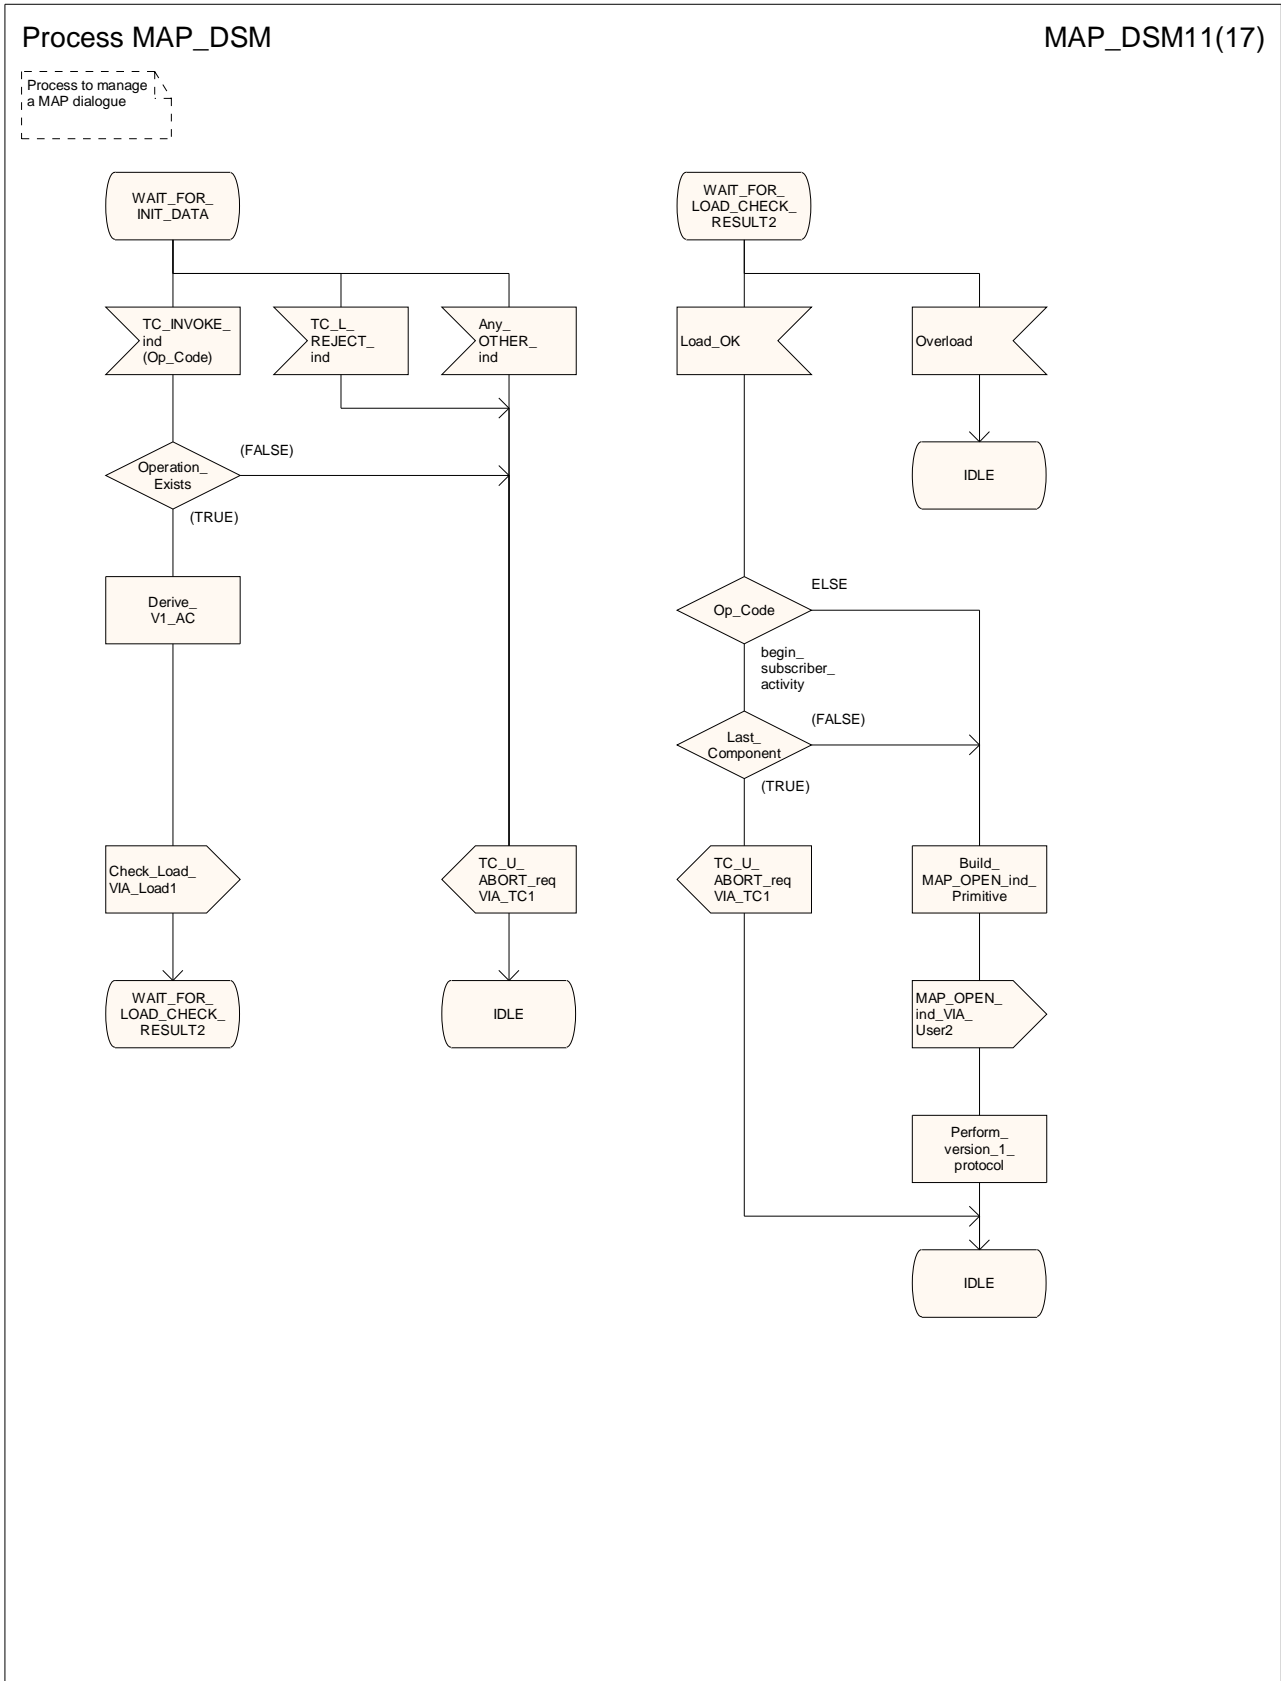 Process MAP_DSM
MAP_DSM11(17)
Process to manage
a MAP dialogue
WAIT_FOR_
INIT_DATA
TC_INVOKE_
ind
(Op_Code)
TC_L_
REJECT_
ind
Any_
OTHER_
ind
Operation_
Exists
(FALSE)
(TRUE)
Derive_
V1_AC
Check_Load_
VIA_Load1
TC_U_
ABORT_req
VIA_TC1
WAIT_FOR_
LOAD_CHECK_
RESULT2
IDLE
WAIT_FOR_
LOAD_CHECK_
RESULT2
Load_OK
Overload
IDLE
Op_Code
ELSE
begin_
subscriber_
activity
Last_
Component
(FALSE)
(TRUE)
TC_U_
ABORT_req
VIA_TC1
Build_
MAP_OPEN_ind_
Primitive
MAP_OPEN_
ind_VIA_
User2
Perform_
version_1_
protocol
IDLE